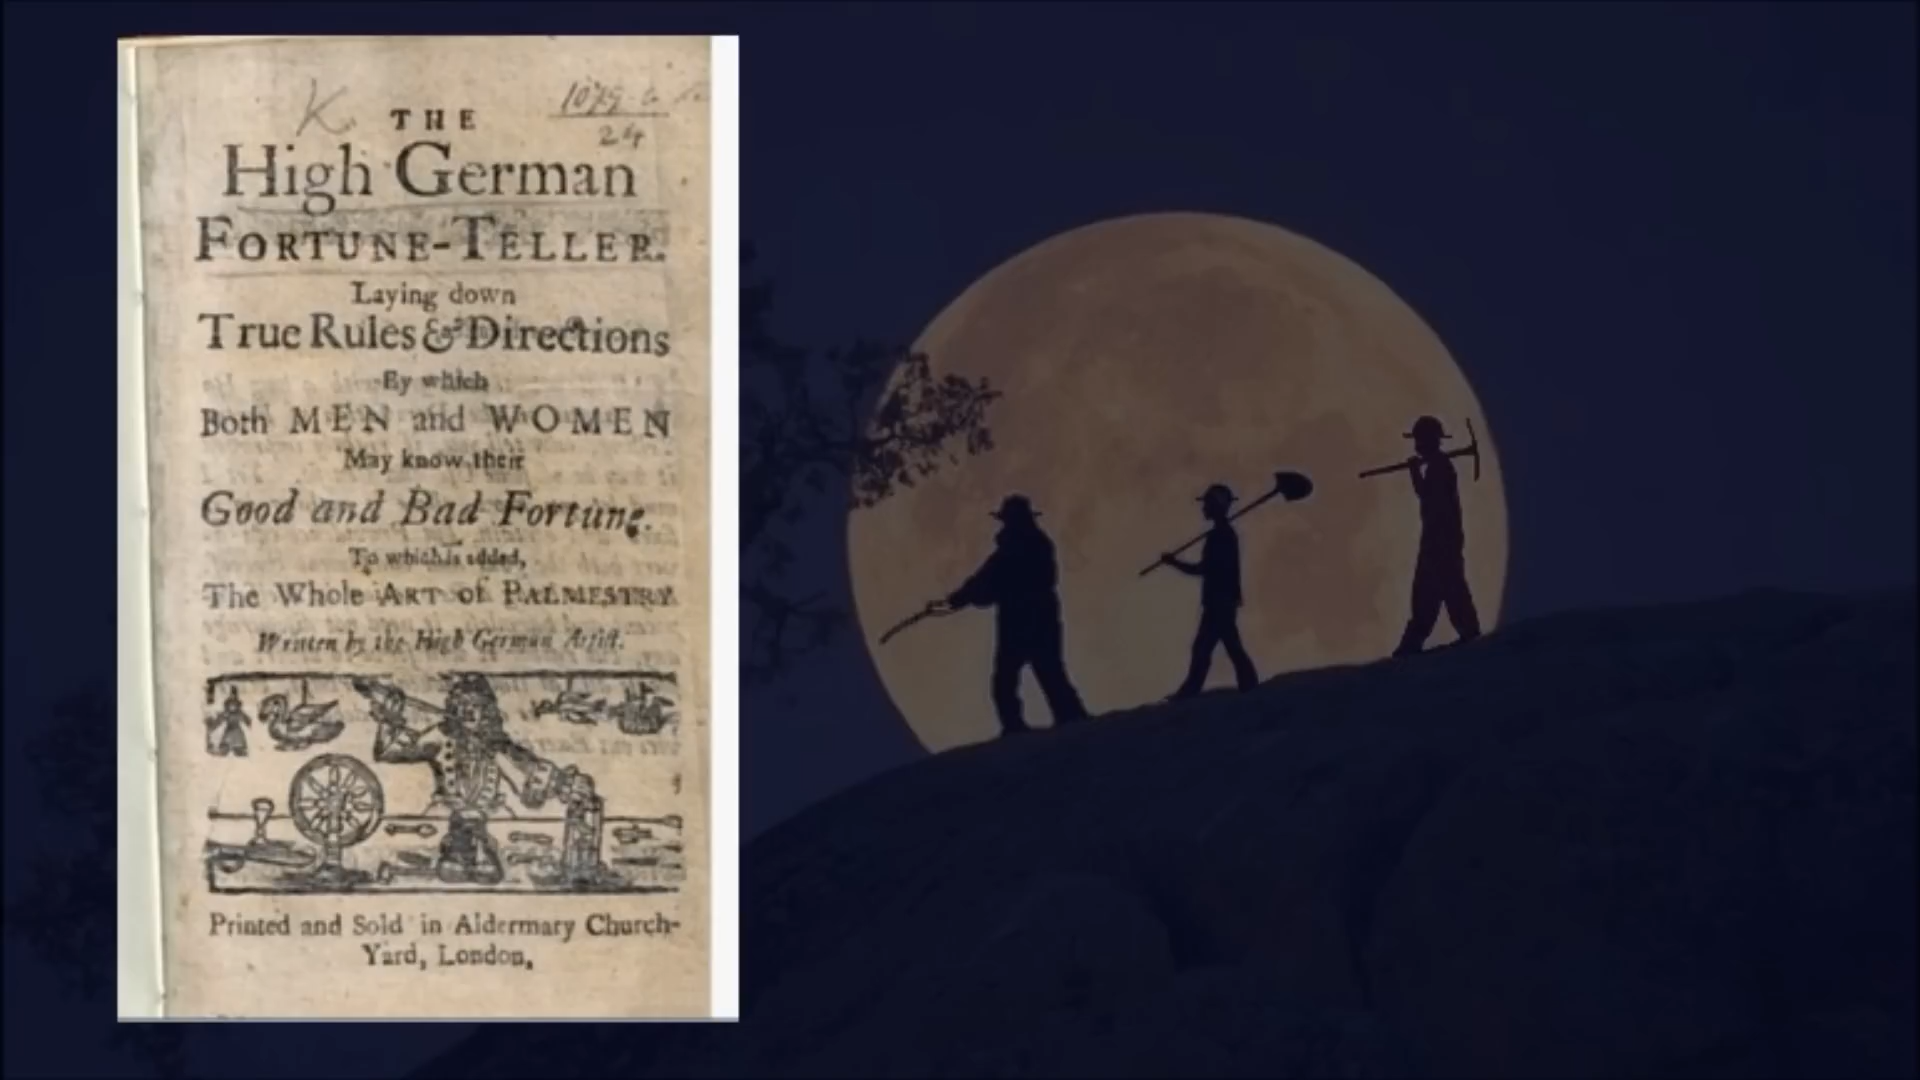 K
THE
24
High German
FORTUNE-TELLER.
Laying down
True Rules & Directions
By which
Both MEN and WOMEN
May know their
Good and Bad Fortune.
To which is added,
The Whole ART of PALMESTRY
Written by the High German Artist.
Printed and Sold in Aldermary Church-
Yard, London,